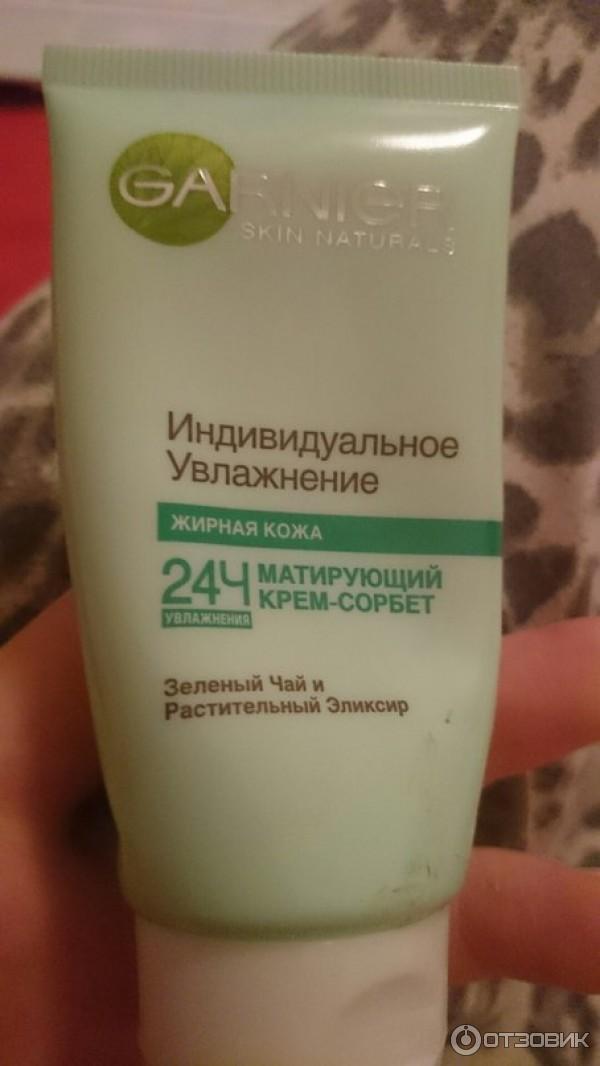 GARNIER
SKIN NATURALS
Индивидуальное
Увлажнение
ЖИРНАЯ КОЖА
24Ч МАТИРУЮЩИЙ
УВЛАЖНЕНИЯ КРЕМ-СОРБЕТ
Зеленый Чай и
Растительный Эликсир
ОТЗОВИК